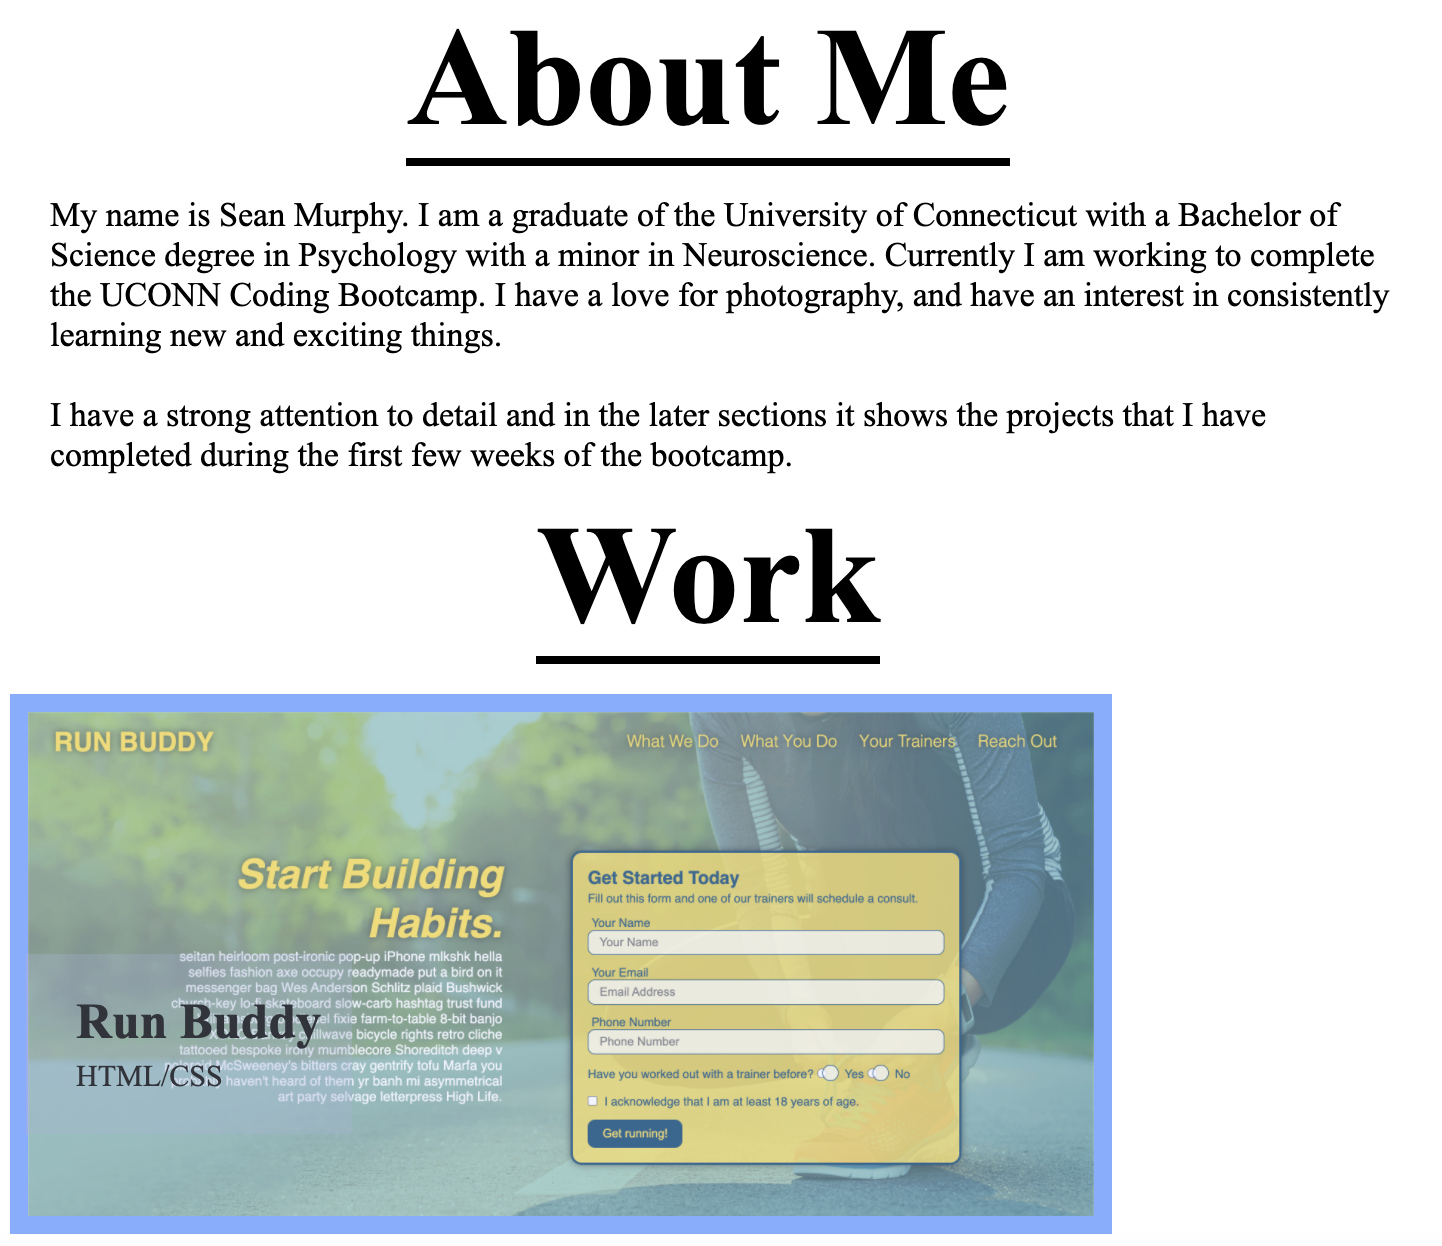 About Me
My name is Sean Murphy. I am a graduate of the University of Connecticut with a Bachelor of
Science degree in Psychology with a minor in Neuroscience. Currently I am working to complete
the UCONN Coding Bootcamp. I have a love for photography, and have an interest in consistently
learning new and exciting things.
I have a strong attention to detail and in the later sections it shows the projects that I have
completed during the first few weeks of the bootcamp.
Work
RUN BUDDY
What We Do What You Do Your Trainers Reach Out
Start Building
Habits.
seitan heirloom post-ironic pop-up iPhone mlkshk hella
selfies fashion axe occupy readymade put a bird on it
messenger bag Wes Anderson Schlitz plaid Bushwick
church-key lo-fi skateboard slow-carb hashtag trust fund
fixie farm-to-table 8-bit banjo
bicycle rights retro cliche
tattooed bespoke irony mumblecore Shoreditch deep v
McSweeney's bitters cray gentrify tofu Marfa you
haven't heard of them yr banh mi asymmetrical
art party selvage letterpress High Life.
Run Buddy
HTML/CSS
Get Started Today
Fill out this form and one of our trainers will schedule a consult.
Your Name
Your Name
Your Email
Email Address
Phone Number
Phone Number
Have you worked out with a trainer before? Yes No
I acknowledge that I am at least 18 years of age.
Get running!